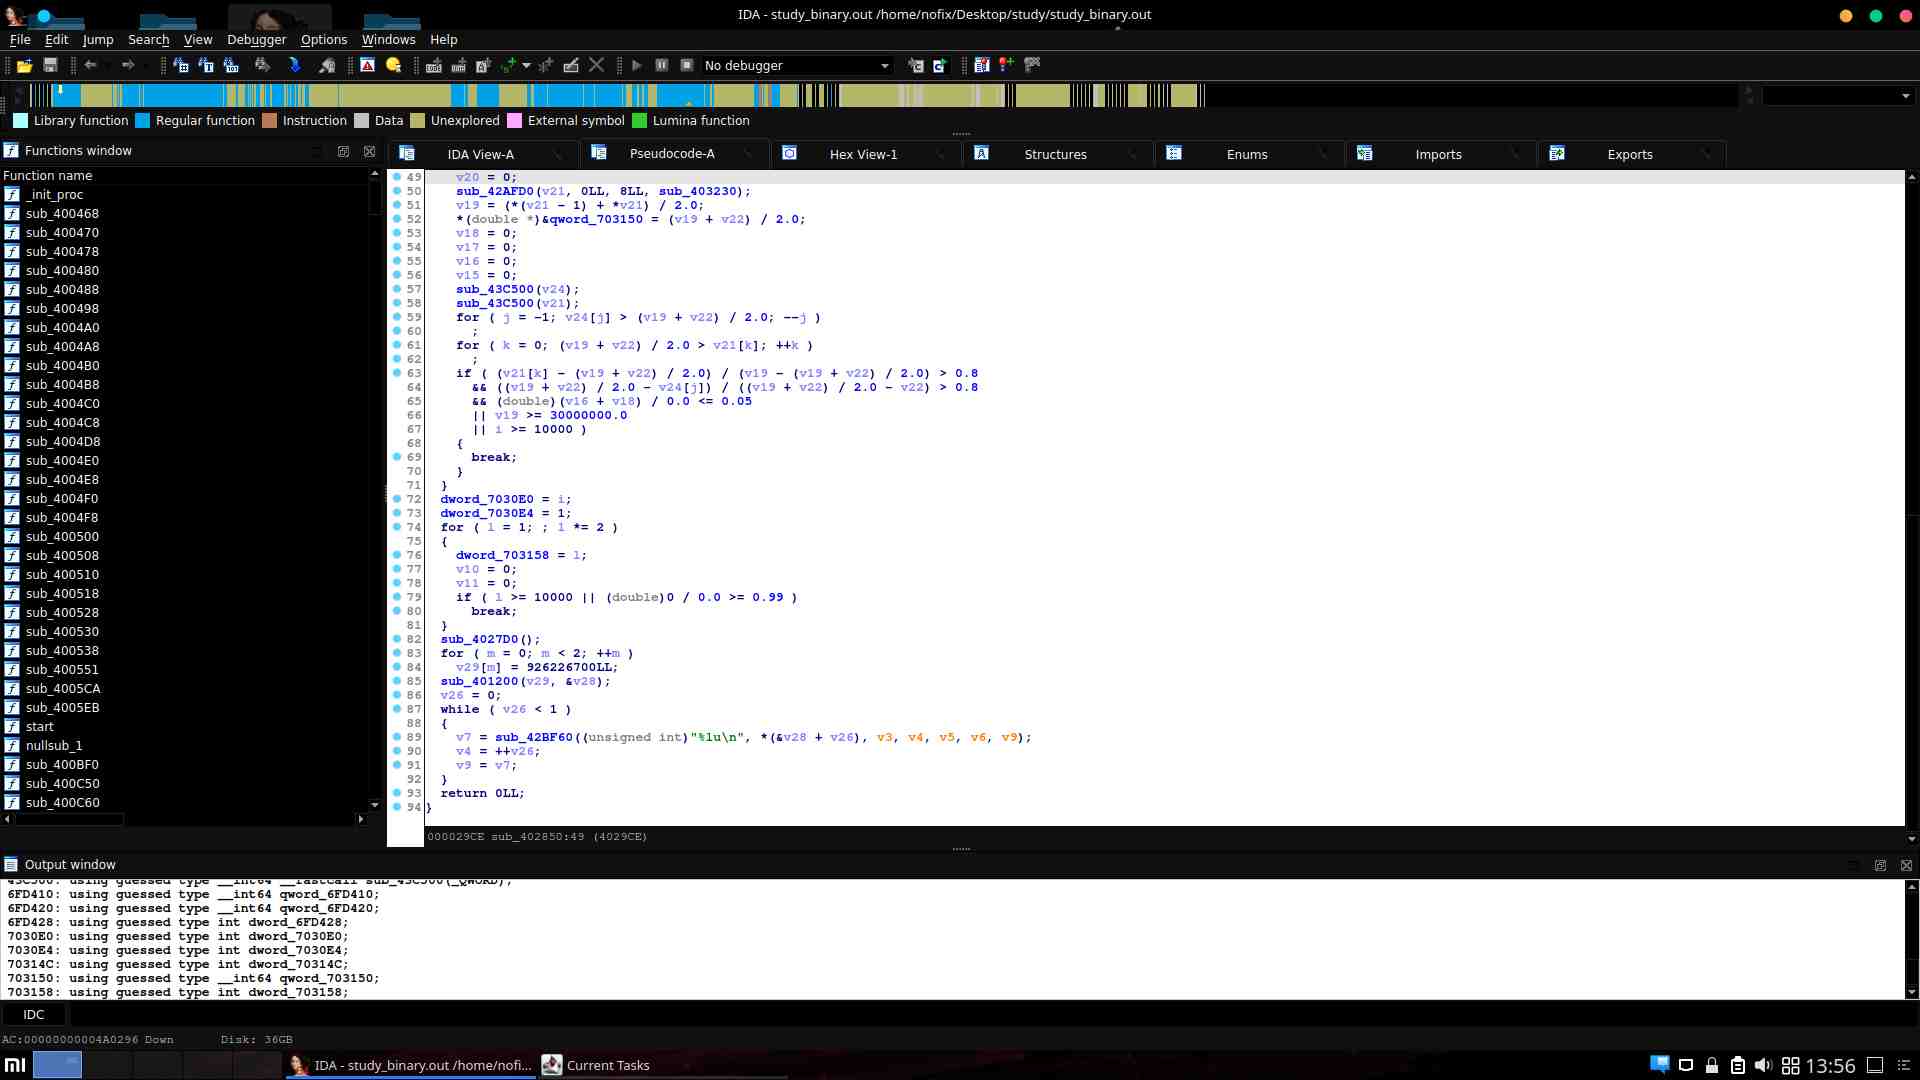 IDA - study_binary.out /home/nofix/Desktop/study/study_binary.out
File Edit Jump Search View Debugger Options Windows Help
No debugger
Library function Regular function Instruction Data Unexplored External symbol Lumina function
Functions window
Function name
_init_proc
sub_400468
sub_400470
sub_400478
sub_400480
sub_400488
sub_400498
sub_4004A0
sub_4004A8
sub_4004B0
sub_4004B8
sub_4004C0
sub_4004C8
sub_4004D8
sub_4004E0
sub_4004E8
sub_4004F0
sub_4004F8
sub_400500
sub_400508
sub_400510
sub_400518
sub_400528
sub_400530
sub_400538
sub_400551
sub_4005CA
sub_4005EB
start
nullsub_1
sub_400BF0
sub_400C50
sub_400C60
IDA View-A Pseudocode-A Hex View-1 Structures Enums Imports Exports
49 v20 = 0;
50 sub_42AFD0(v21, 0LL, 8LL, sub_403230);
51 v19 = (*(v21 - 1) + *v21) / 2.0;
52 *(double *)&qword_703150 = (v19 + v22) / 2.0;
53 v18 = 0;
54 v17 = 0;
55 v16 = 0;
56 v15 = 0;
57 sub_43C500(v24);
58 sub_43C500(v21);
59 for ( j = -1; v24[j] > (v19 + v22) / 2.0; --j )
60 ;
61 for ( k = 0; (v19 + v22) / 2.0 > v21[k]; ++k )
62 ;
63 if ( (v21[k] - (v19 + v22) / 2.0) / (v19 - (v19 + v22) / 2.0) > 0.8
64 && ((v19 + v22) / 2.0 - v24[j]) / ((v19 + v22) / 2.0 - v22) > 0.8
65 && (double)(v16 + v18) / 0.0 <= 0.05
66 || v19 >= 30000000.0
67 || i >= 10000 )
68 {
69 break;
70 }
71 }
72 dword_7030E0 = i;
73 dword_7030E4 = 1;
74 for ( l = 1; ; l *= 2 )
75 {
76 dword_703158 = l;
77 v10 = 0;
78 v11 = 0;
79 if ( l >= 10000 || (double)0 / 0.0 >= 0.99 )
80 break;
81 }
82 sub_4027D0();
83 for ( m = 0; m < 2; ++m )
84 v29[m] = 926226700LL;
85 sub_401200(v29, &v28);
86 v26 = 0;
87 while ( v26 < 1 )
88 {
89 v7 = sub_42BF60((unsigned int)"%lu\n", *(&v28 + v26), v3, v4, v5, v6, v9);
90 v4 = ++v26;
91 v9 = v7;
92 }
93 return 0LL;
94 }
000029CE sub_402850:49 (4029CE)
Output window
43C500: using guessed type __int64 __fastcall sub_43C500(_QWORD);
6FD410: using guessed type __int64 qword_6FD410;
6FD420: using guessed type __int64 qword_6FD420;
6FD428: using guessed type int dword_6FD428;
7030E0: using guessed type int dword_7030E0;
7030E4: using guessed type int dword_7030E4;
70314C: using guessed type int dword_70314C;
703150: using guessed type __int64 qword_703150;
703158: using guessed type int dword_703158;
IDC
AC:00000000004A0296 Down Disk: 36GB
IDA - study_binary.out /home/nofi... Current Tasks 13:56